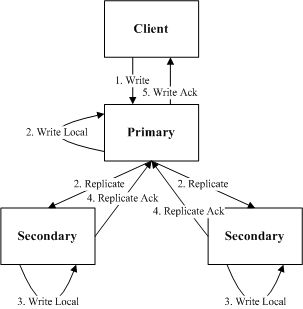 Client
1. Write
5. Write Ack
2. Write Local
Primary
2. Replicate
2. Replicate
4. Replicate Ack
4. Replicate Ack
Secondary
Secondary
3. Write Local
3. Write Local